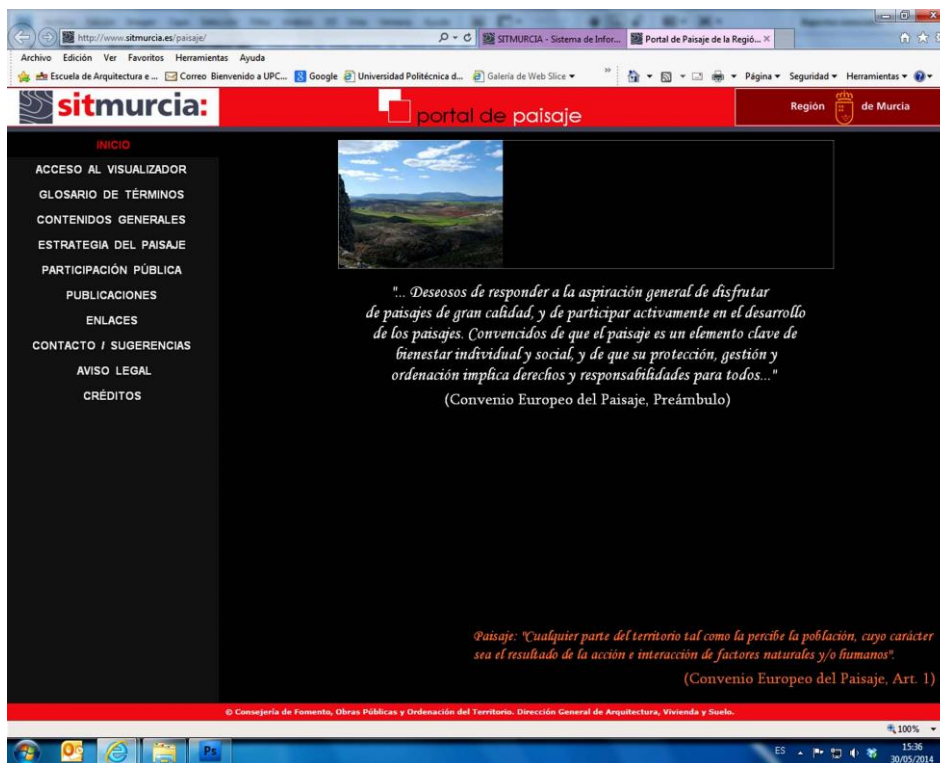 http://www.sitmurcia.es/paisaje/
SITMURCIA - Sistema de Infor...
Portal de Paisaje de la Regió...
Archivo Edición Ver Favoritos Herramientas Ayuda
Escuela de Arquitectura e ... Correo Bienvenido a UPC... Google Universidad Politécnica d... Galería de Web Slice
Página Seguridad Herramientas
sitmurcia:
portal de paisaje
Región de Murcia
INICIO
ACCESO AL VISUALIZADOR
GLOSARIO DE TÉRMINOS
CONTENIDOS GENERALES
ESTRATEGIA DEL PAISAJE
PARTICIPACIÓN PÚBLICA
PUBLICACIONES
ENLACES
CONTACTO / SUGERENCIAS
AVISO LEGAL
CRÉDITOS
"... Deseosos de responder a la aspiración general de disfrutar
de paisajes de gran calidad, y de participar activamente en el desarrollo
de los paisajes. Convencidos de que el paisaje es un elemento clave de
bienestar individual y social, y de que su protección, gestión y
ordenación implica derechos y responsabilidades para todos..."
(Convenio Europeo del Paisaje, Preámbulo)
Paisaje: "Cualquier parte del territorio tal como la percibe la población, cuyo carácter
sea el resultado de la acción e interacción de factores naturales y/o humanos".
(Convenio Europeo del Paisaje, Art. 1)
© Consejería de Fomento, Obras Públicas y Ordenación del Territorio. Dirección General de Arquitectura, Vivienda y Suelo.
100%
Ps
ES
15:36
30/05/2014